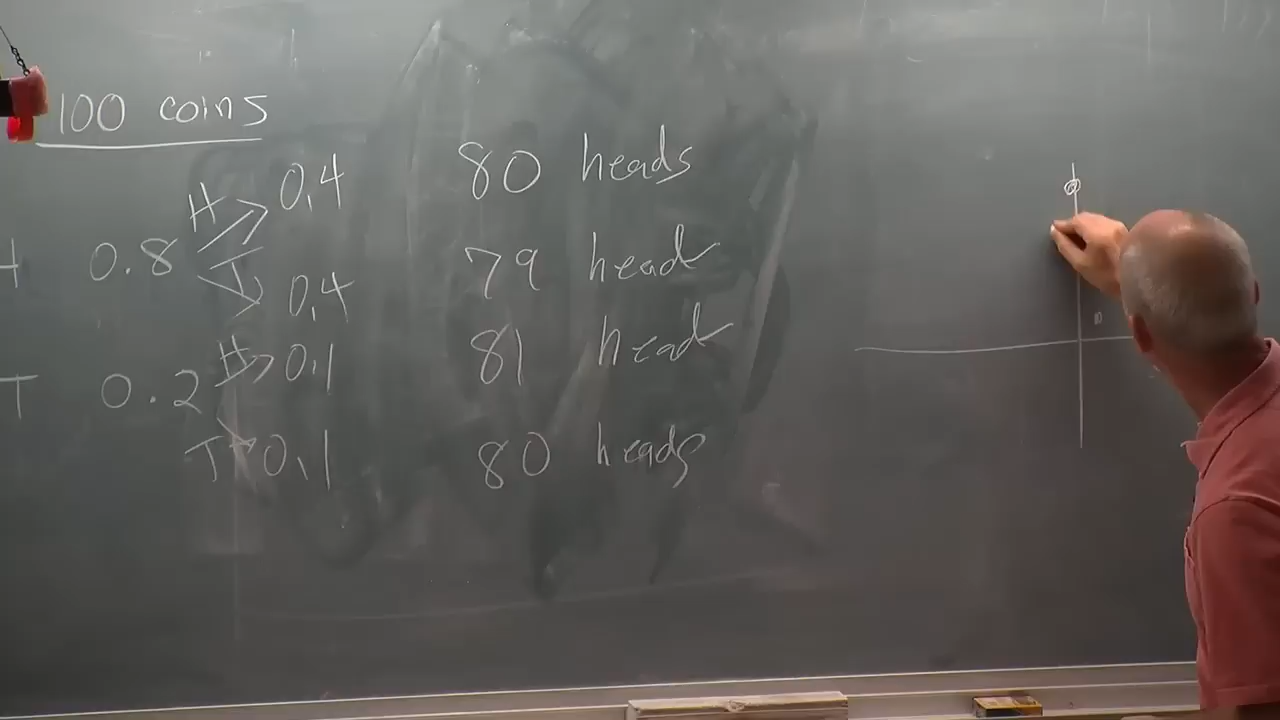 100 coins
H → 0,4 80 heads
H 0.8
T → 0,4 79 head
H → 0,1 81 head
T 0.2
T → 0,1 80 heads
0